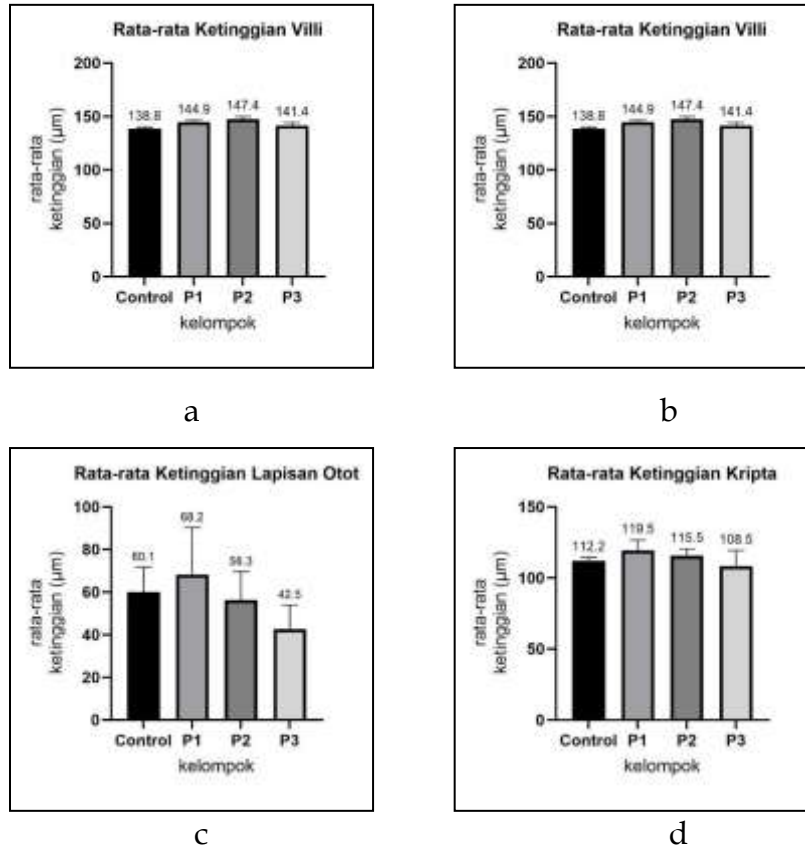 Rata-rata Ketinggian Villi
rata-rata
ketinggian (µm)
200
150
100
50
0
138.8
144.9
147.4
141.4
Control P1 P2 P3
kelompok
a
Rata-rata Ketinggian Villi
rata-rata
ketinggian (µm)
200
150
100
50
0
138.8
144.9
147.4
141.4
Control P1 P2 P3
kelompok
b
Rata-rata Ketinggian Lapisan Otot
rata-rata
ketinggian (µm)
100
80
60
40
20
0
60.1
68.2
56.3
42.5
Control P1 P2 P3
kelompok
c
Rata-rata Ketinggian Kripta
rata-rata
ketinggian (µm)
150
100
50
0
112.2
119.5
115.5
108.5
Control P1 P2 P3
kelompok
d